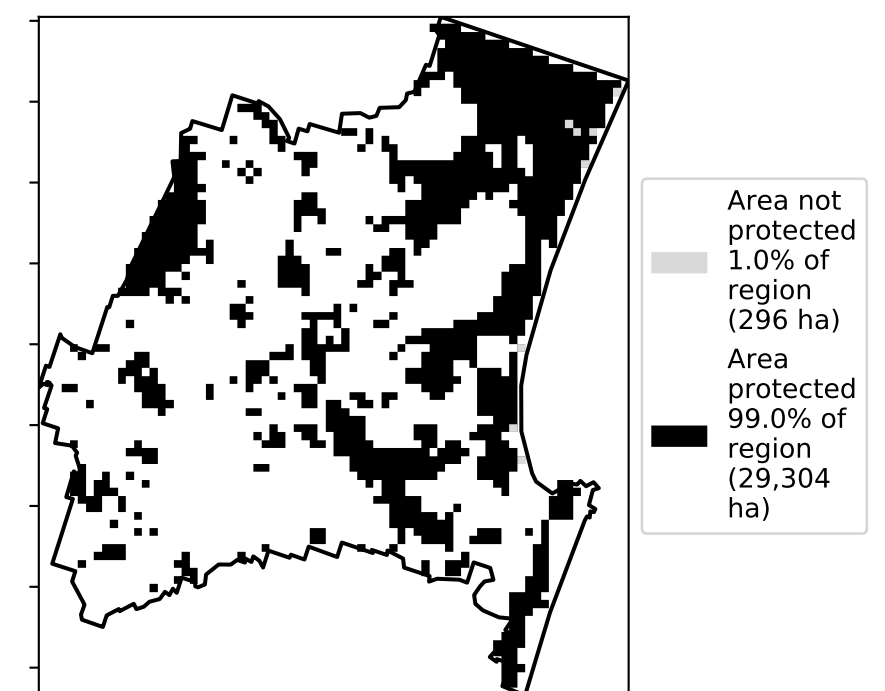 Area not
protected
1.0% of
region
(296 ha)
Area
protected
99.0% of
region
(29,304
ha)